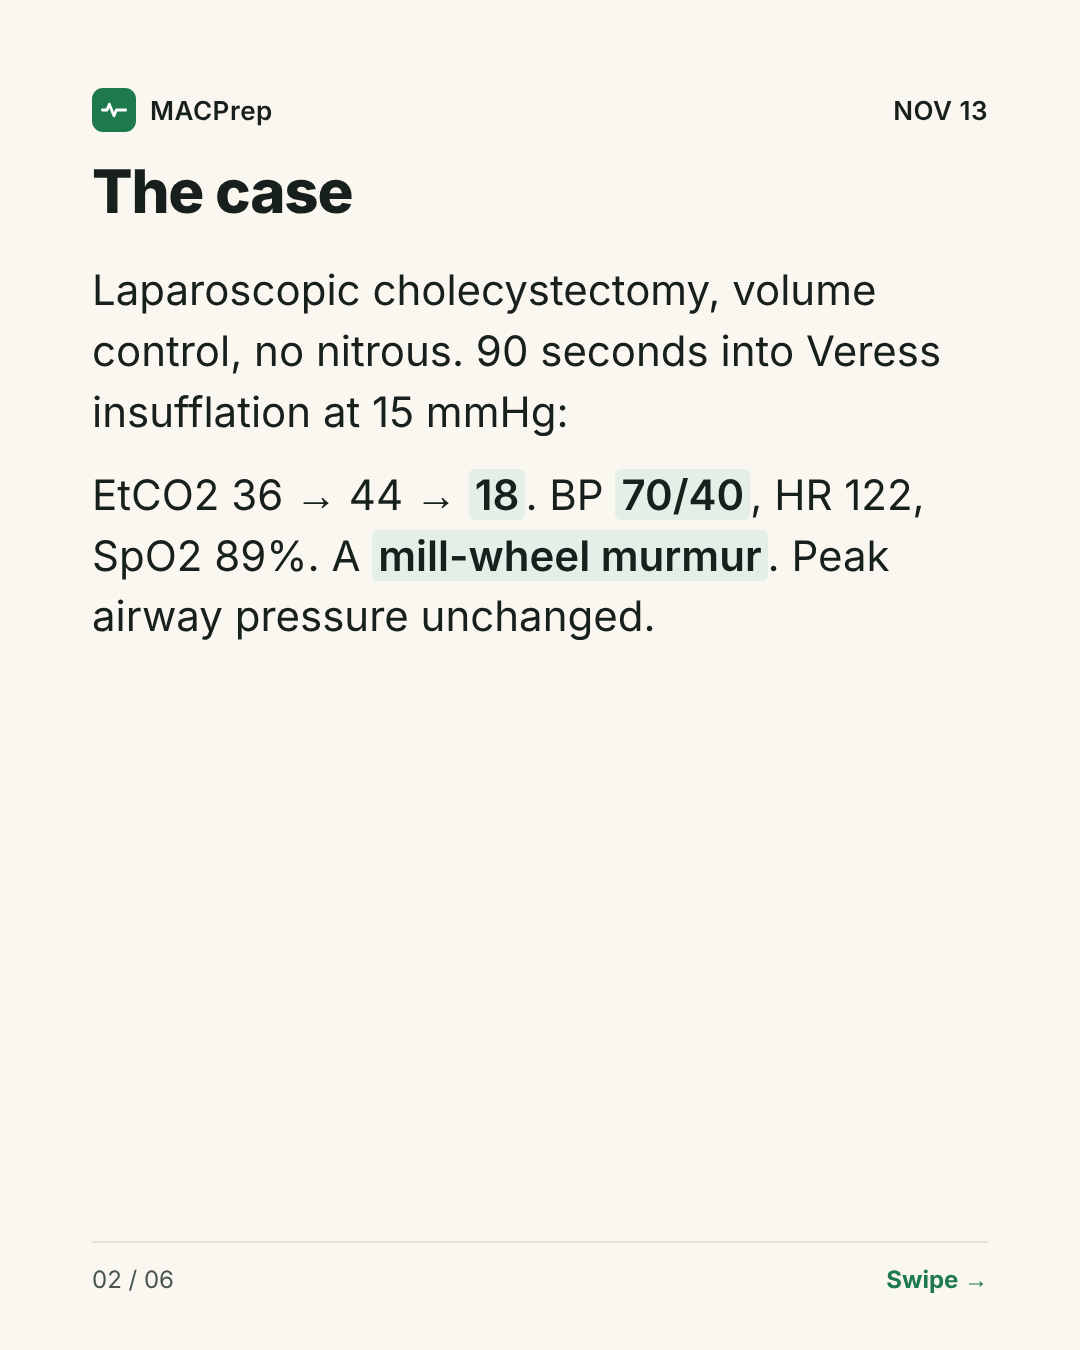 MACPrep
NOV 13
The case
Laparoscopic cholecystectomy, volume
control, no nitrous. 90 seconds into Veress
insufflation at 15 mmHg:
EtCO2 36 → 44 → 18. BP 70/40, HR 122,
SpO2 89%. A mill-wheel murmur. Peak
airway pressure unchanged.
02 / 06
Swipe →